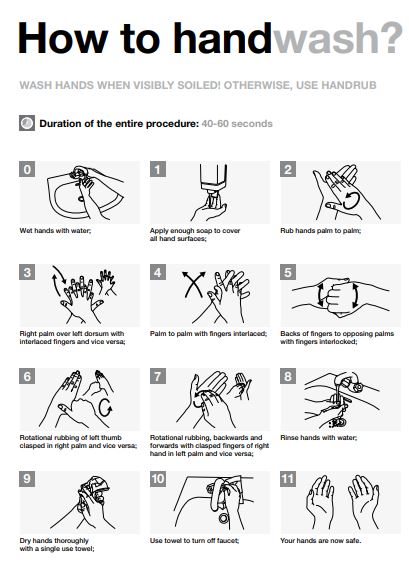 How to handwash?
WASH HANDS WHEN VISIBLY SOILED! OTHERWISE, USE HANDRUB
Duration of the entire procedure: 40-60 seconds
0
Wet hands with water;
1
Apply enough soap to cover
all hand surfaces;
2
Rub hands palm to palm;
3
Right palm over left dorsum with
interlaced fingers and vice versa;
4
Palm to palm with fingers interlaced;
5
Backs of fingers to opposing palms
with fingers interlocked;
6
Rotational rubbing of left thumb
clasped in right palm and vice versa;
7
Rotational rubbing, backwards and
forwards with clasped fingers of right
hand in left palm and vice versa;
8
Rinse hands with water;
9
Dry hands thoroughly
with a single use towel;
10
Use towel to turn off faucet;
11
Your hands are now safe.